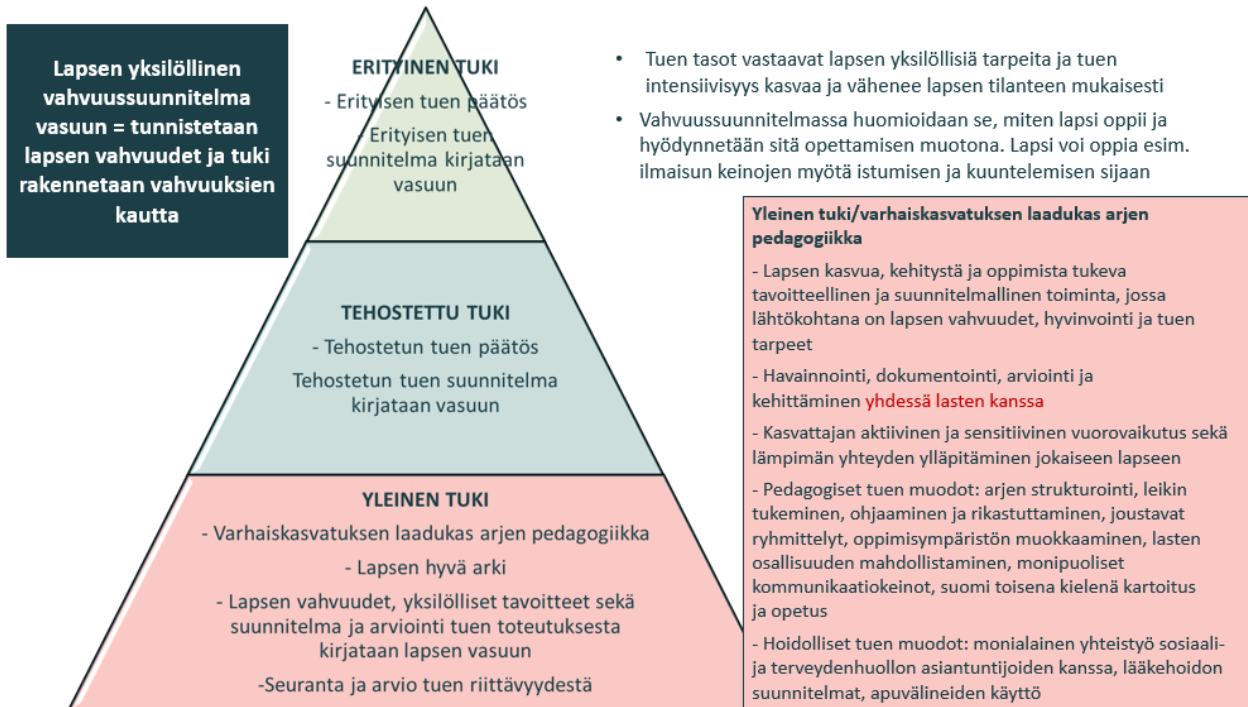 Lapsen yksilöllinen
vahvuussuunnitelma
vasuun = tunnistetaan
lapsen vahvuudet ja tuki
rakennetaan vahvuuksien
kautta
ERITYINEN TUKI
- Erityisen tuen päätös
- Erityisen tuen
suunnitelma kirjataan
vasuun
TEHOSTETTU TUKI
- Tehostetun tuen päätös
Tehostetun tuen suunnitelma
kirjataan vasuun
YLEINEN TUKI
- Varhaiskasvatuksen laadukas arjen pedagogiikka
- Lapsen hyvä arki
- Lapsen vahvuudet, yksilölliset tavoitteet sekä
suunnitelma ja arviointi tuen toteutuksesta
kirjataan lapsen vasuun
-Seuranta ja arvio tuen riittävyydestä
• Tuen tasot vastaavat lapsen yksilöllisiä tarpeita ja tuen
intensiivisyys kasvaa ja vähenee lapsen tilanteen mukaisesti
• Vahvuussuunnitelmassa huomioidaan se, miten lapsi oppii ja
hyödynnetään sitä opettamisen muotona. Lapsi voi oppia esim.
ilmaisun keinojen myötä istumisen ja kuuntelemisen sijaan
Yleinen tuki/varhaiskasvatuksen laadukas arjen
pedagogiikka
- Lapsen kasvua, kehitystä ja oppimista tukeva
tavoitteellinen ja suunnitelmallinen toiminta, jossa
lähtökohtana on lapsen vahvuudet, hyvinvointi ja tuen
tarpeet
- Havainnointi, dokumentointi, arviointi ja
kehittäminen yhdessä lasten kanssa
- Kasvattajan aktiivinen ja sensitiivinen vuorovaikutus sekä
lämpimän yhteyden ylläpitäminen jokaiseen lapseen
- Pedagogiset tuen muodot: arjen strukturointi, leikin
tukeminen, ohjaaminen ja rikastuttaminen, joustavat
ryhmittelyt, oppimisympäristön muokkaaminen, lasten
osallisuuden mahdollistaminen, monipuoliset
kommunikaatiokeinot, suomi toisena kielenä kartoitus
ja opetus
- Hoidolliset tuen muodot: monialainen yhteistyö sosiaali-
ja terveydenhuollon asiantuntijoiden kanssa, lääkehoidon
suunnitelmat, apuvälineiden käyttö